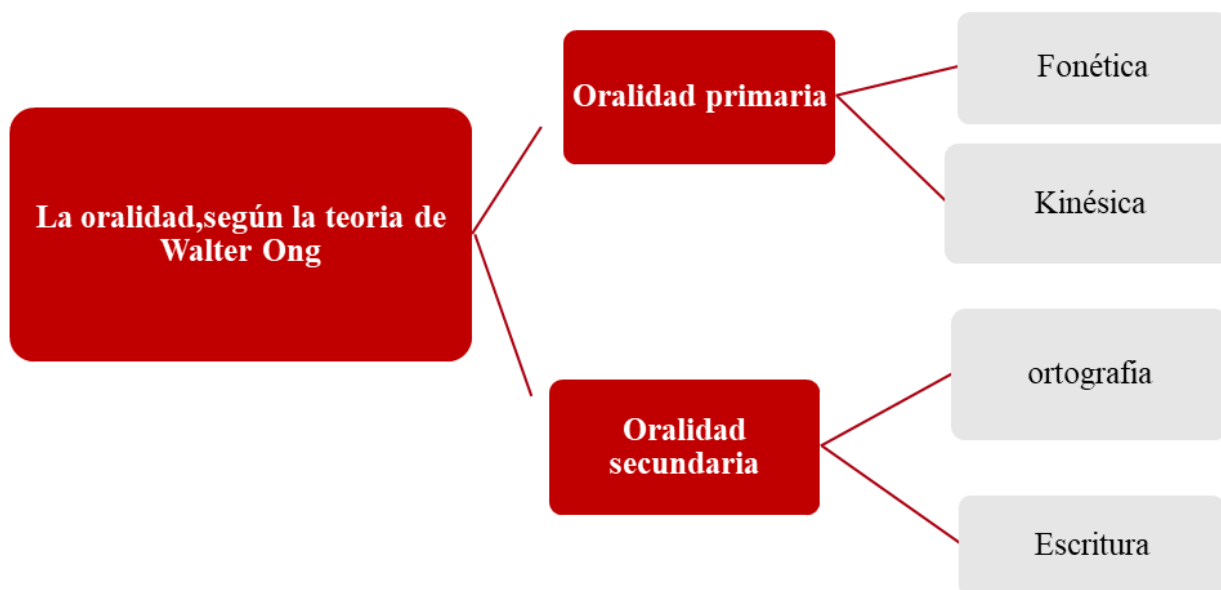 La oralidad,según la teoria de
Walter Ong
Oralidad primaria
Fonética
Kinésica
Oralidad
secundaria
ortografia
Escritura